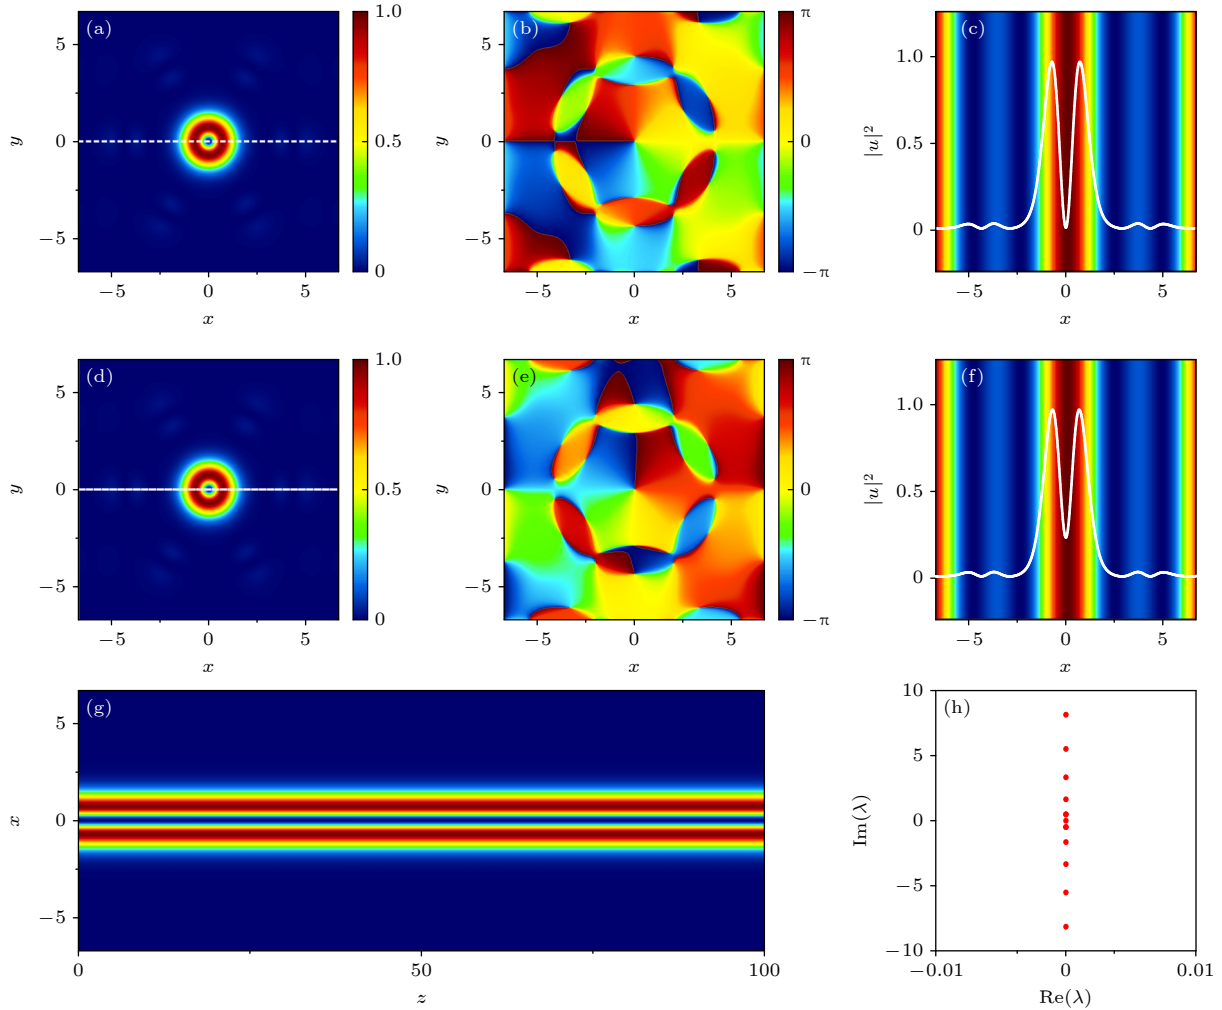 (a)
y
5
0
−5
−5 0 5
x
1.0
0.5
0
(b)
y
5
0
−5
−5 0 5
x
π
0
−π
(c)
|u|²
1.0
0.5
0
−5 0 5
x
(d)
y
5
0
−5
−5 0 5
x
1.0
0.5
0
(e)
y
5
0
−5
−5 0 5
x
π
0
−π
(f)
|u|²
1.0
0.5
0
−5 0 5
x
(g)
x
5
0
−5
0 50 100
z
(h)
Im(λ)
10
5
0
−5
−10
−0.01 0 0.01
Re(λ)